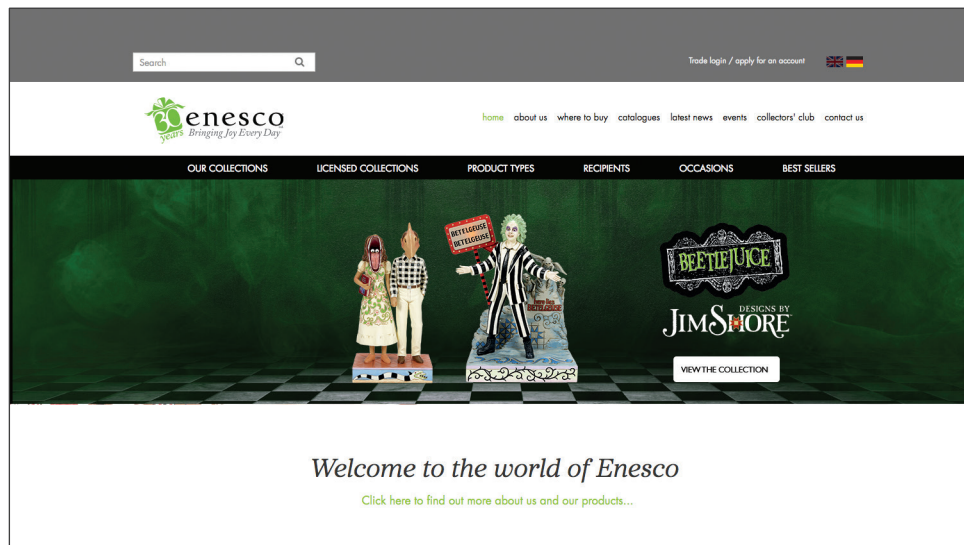 Search
Trade login / apply for an account
30 years
enesco
Bringing Joy Every Day
home about us where to buy catalogues latest news events collectors' club contact us
OUR COLLECTIONS LICENSED COLLECTIONS PRODUCT TYPES RECIPIENTS OCCASIONS BEST SELLERS
BETELGEUSE
BETELGEUSE
here lies
BETELGEUSE
BEETLEJUICE
DESIGNS BY
JIM SHORE
VIEW THE COLLECTION
Welcome to the world of Enesco
Click here to find out more about us and our products...